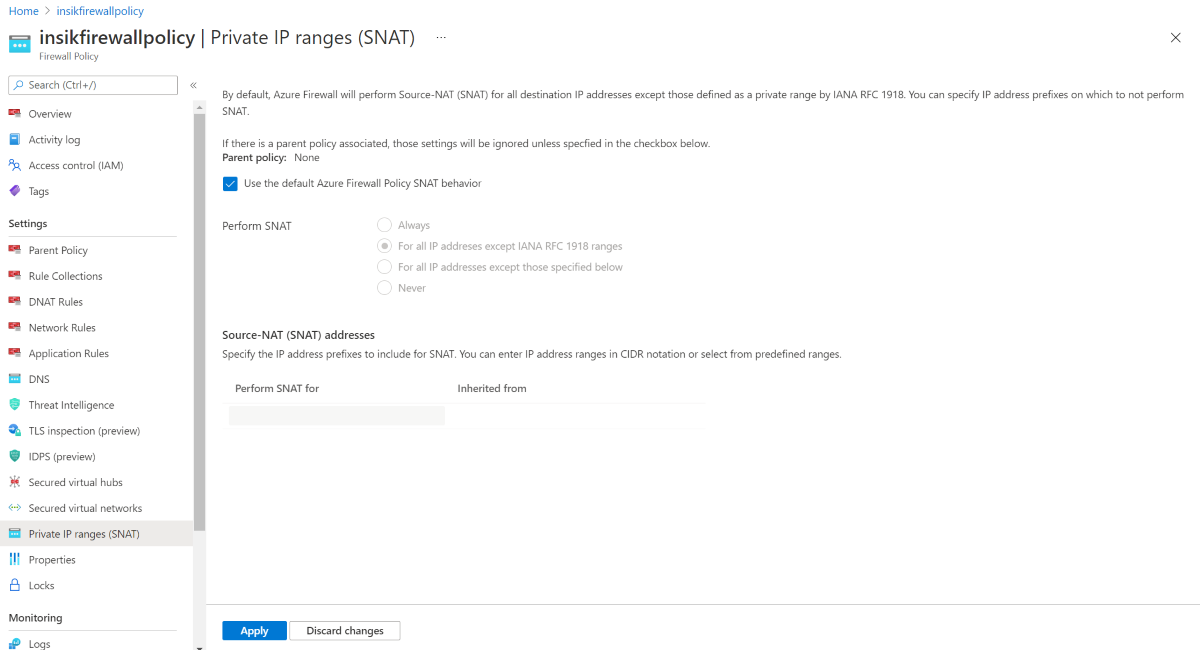 Home > insikfirewallpolicy
insikfirewallpolicy | Private IP ranges (SNAT) ...
Firewall Policy
Search (Ctrl+/)
«
Overview
Activity log
Access control (IAM)
Tags
Settings
Parent Policy
Rule Collections
DNAT Rules
Network Rules
Application Rules
DNS
Threat Intelligence
TLS inspection (preview)
IDPS (preview)
Secured virtual hubs
Secured virtual networks
Private IP ranges (SNAT)
Properties
Locks
Monitoring
Logs
By default, Azure Firewall will perform Source-NAT (SNAT) for all destination IP addresses except those defined as a private range by IANA RFC 1918. You can specify IP address prefixes on which to not perform
SNAT.
If there is a parent policy associated, those settings will be ignored unless specfied in the checkbox below.
Parent policy: None
Use the default Azure Firewall Policy SNAT behavior
Perform SNAT
Always
For all IP addreses except IANA RFC 1918 ranges
For all IP addresses except those specified below
Never
Source-NAT (SNAT) addresses
Specify the IP address prefixes to include for SNAT. You can enter IP address ranges in CIDR notation or select from predefined ranges.
Perform SNAT for Inherited from
Apply Discard changes